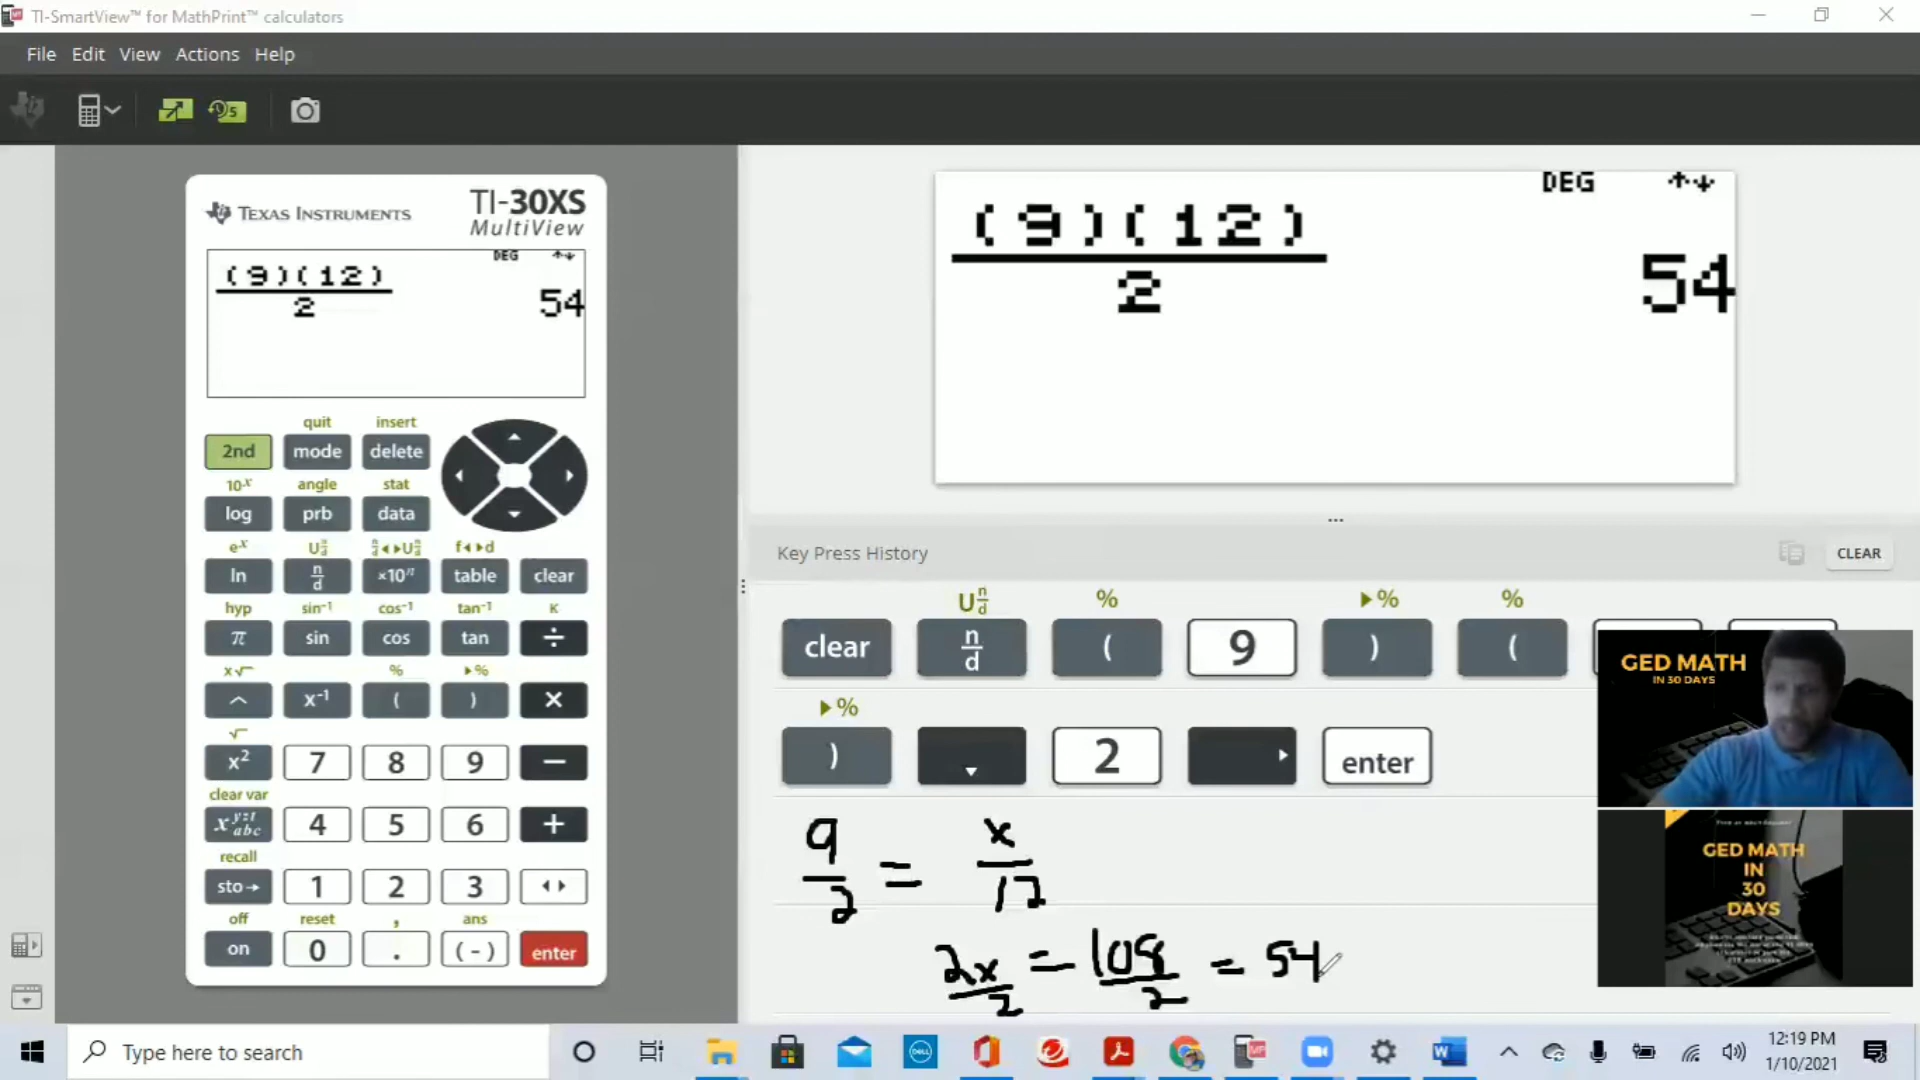 TI-SmartView™ for MathPrint™ calculators
File Edit View Actions Help
5
TEXAS INSTRUMENTS
TI-30XS
MultiView
DEG
(9)(12)
2
54
quit insert
2nd mode delete
10ˣ angle stat
log prb data
eˣ U n/d n/d ◄►U n/d f◄►d
ln n/d ×10ⁿ table clear
hyp sin⁻¹ cos⁻¹ tan⁻¹ K
π sin cos tan ÷
x√ % ►%
^ x⁻¹ ( ) ×
√
x² 7 8 9 −
clear var
x yzt abc 4 5 6 +
recall
sto→ 1 2 3 ◄►
off reset , ans
on 0 . (-) enter
DEG
(9)(12)
2
54
Key Press History
CLEAR
U n/d % ►% %
clear n/d ( 9 ) (
►%
) 2 enter
9/2 = x/12
2x/2 = 108/2 = 54
GED MATH
IN 30 DAYS
GED MATH
IN
30
DAYS
Type here to search
DELL
W
12:19 PM
1/10/2021